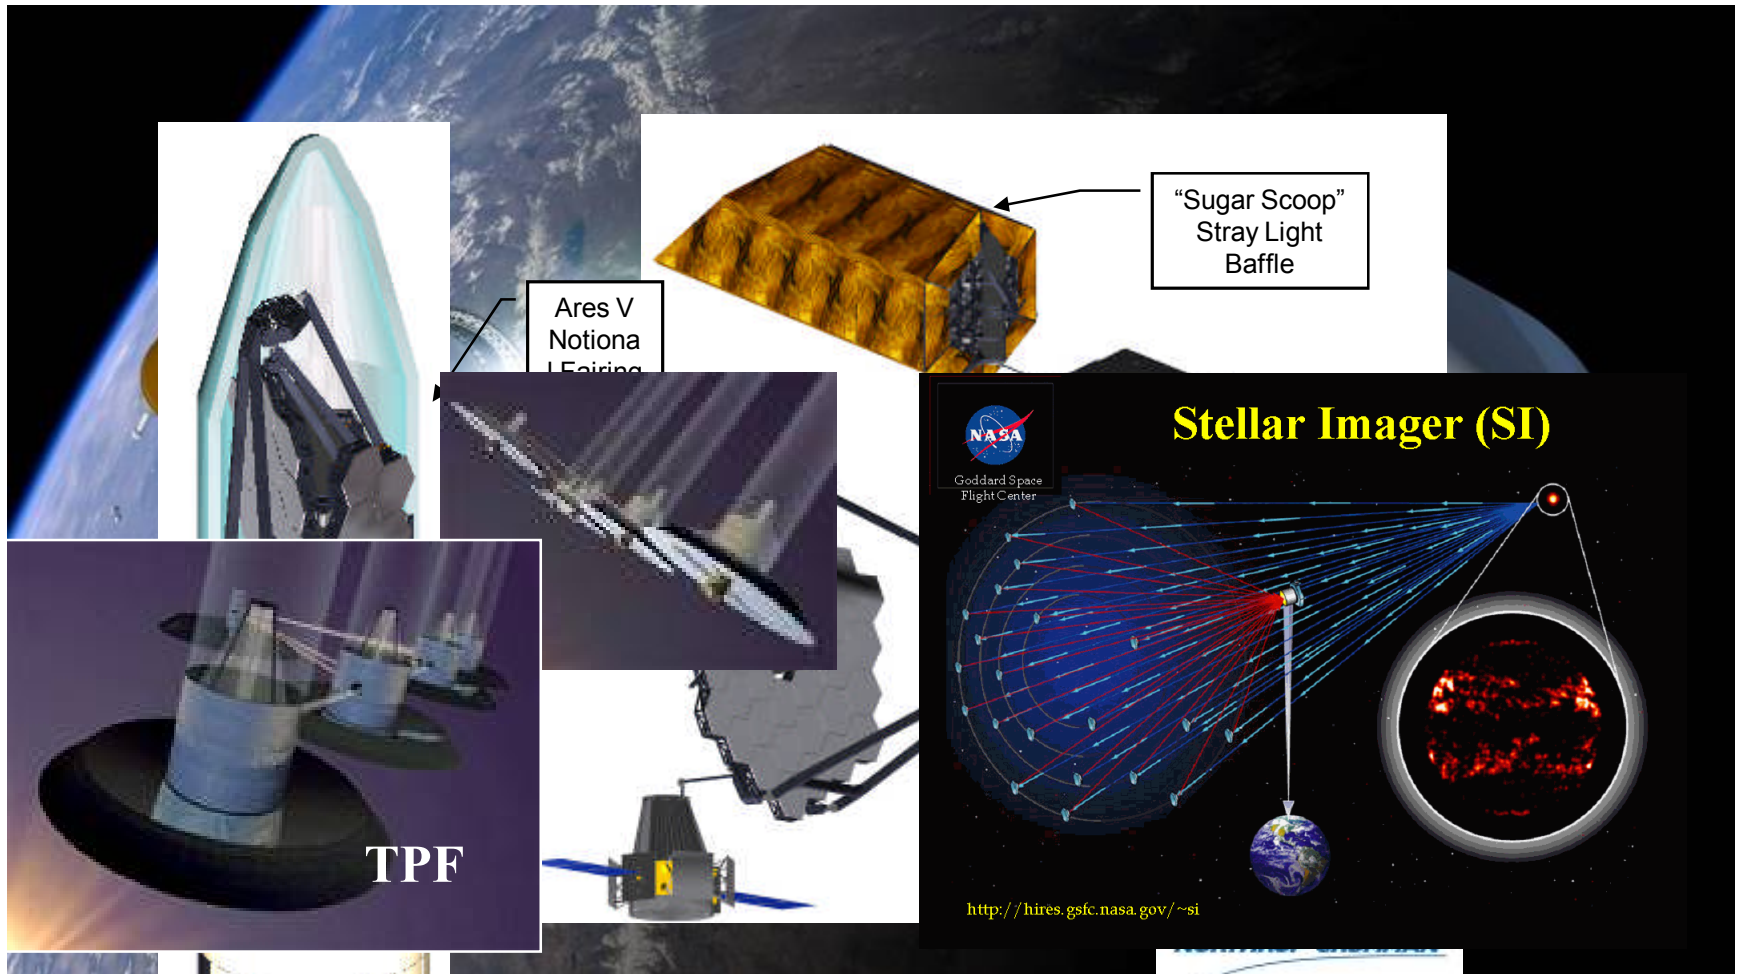 “Sugar Scoop”
Stray Light
Baffle
Ares V
Notiona
l Fairing
Stellar Imager (SI)
NASA
Goddard Space
Flight Center
TPF
http://hires.gsfc.nasa.gov/~si